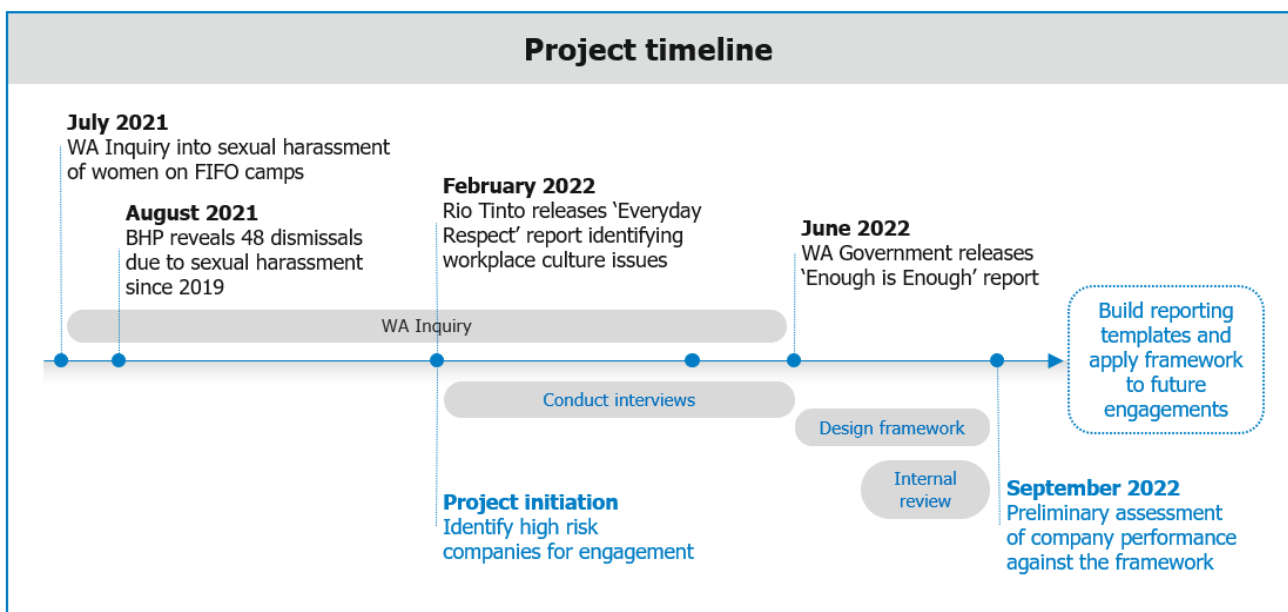 Project timeline
July 2021
WA Inquiry into sexual harassment
of women on FIFO camps
August 2021
BHP reveals 48 dismissals
due to sexual harassment
since 2019
February 2022
Rio Tinto releases ‘Everyday
Respect’ report identifying
workplace culture issues
June 2022
WA Government releases
‘Enough is Enough’ report
WA Inquiry
Build reporting
templates and
apply framework
to future
engagements
Conduct interviews
Design framework
Internal
review
Project initiation
Identify high risk
companies for engagement
September 2022
Preliminary assessment
of company performance
against the framework